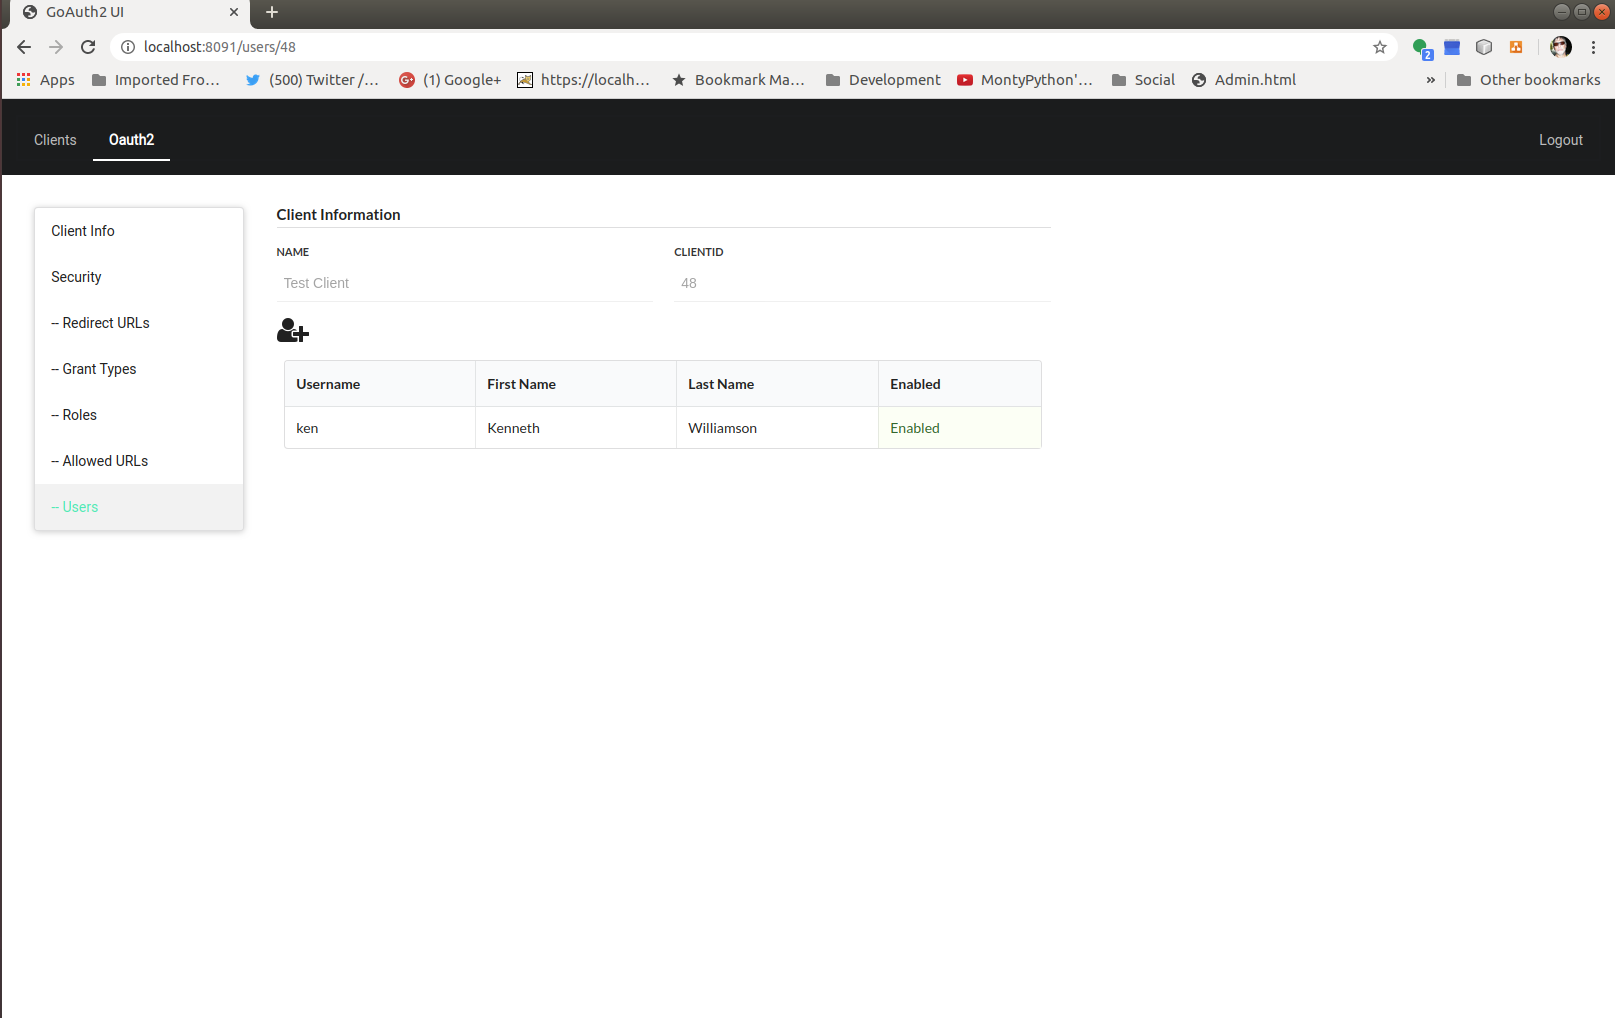 GoAuth2 UI
localhost:8091/users/48
2
Apps Imported Fro... (500) Twitter /... (1) Google+ https://localh... Bookmark Ma... Development MontyPython'... Social Admin.html » Other bookmarks
Clients Oauth2 Logout
Client Info
Security
-- Redirect URLs
-- Grant Types
-- Roles
-- Allowed URLs
-- Users
Client Information
NAME CLIENTID
Test Client 48
Username First Name Last Name Enabled
ken Kenneth Williamson Enabled